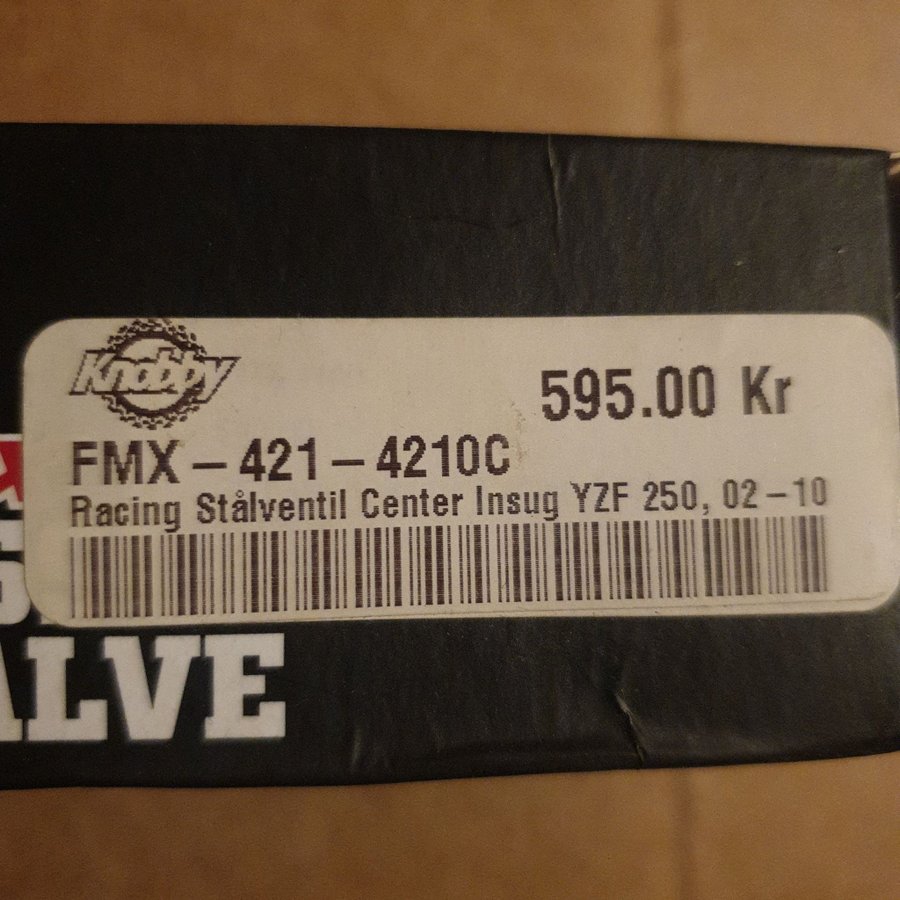 Knobby
595.00 Kr
FMX-421-4210C
Racing Stålventil Center Insug YZF 250, 02-10
ALVE